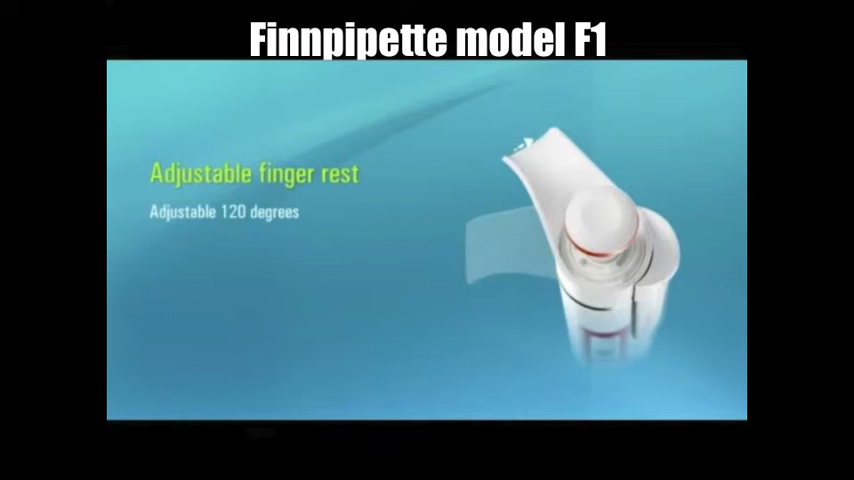 Finnpipette model F1
Adjustable finger rest
Adjustable 120 degrees